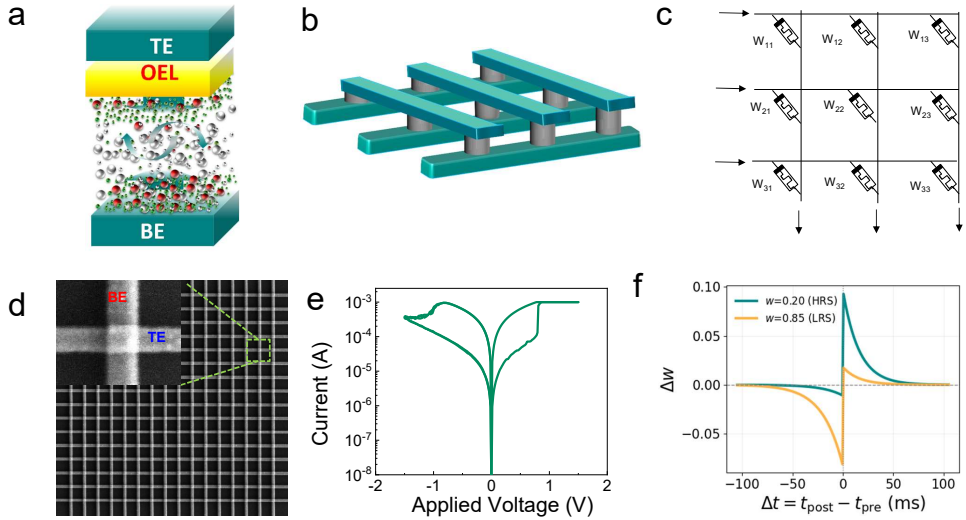 a
TE
OEL
BE
b
c
W₁₁
W₁₂
W₁₃
W₂₁
W₂₂
W₂₃
W₃₁
W₃₂
W₃₃
d
BE
TE
e
Current (A)
10⁻³
10⁻⁴
10⁻⁵
10⁻⁶
10⁻⁷
10⁻⁸
-2
-1
0
1
2
Applied Voltage (V)
f
w=0.20 (HRS)
w=0.85 (LRS)
Δw
0.10
0.05
0.00
−0.05
−100
−50
0
50
100
Δt = t_post − t_pre (ms)